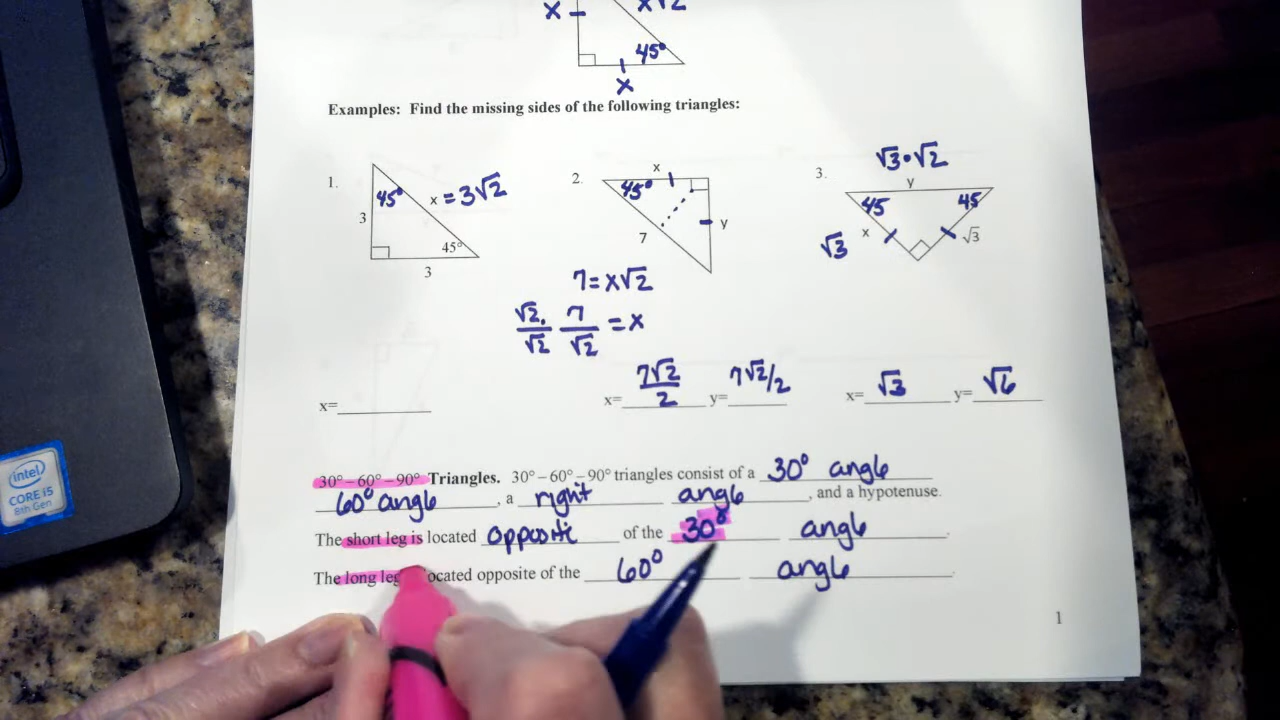 x
x√2
45°
x
Examples: Find the missing sides of the following triangles:
1.
45°
x = 3√2
3
45°
3
2.
x
45°
y
7
7 = x√2
√2/√2 · 7/√2 = x
3.
√3 · √2
y
45
45
x
√3
√3
x=
x= 7√2/2 y= 7√2/2
x= √3 y= √6
30° – 60° – 90° Triangles. 30° – 60° – 90° triangles consist of a 30° angle
60° angle, a right angle, and a hypotenuse.
The short leg is located opposite of the 30° angle.
The long leg located opposite of the 60° angle.
1
intel
CORE i5
8th Gen